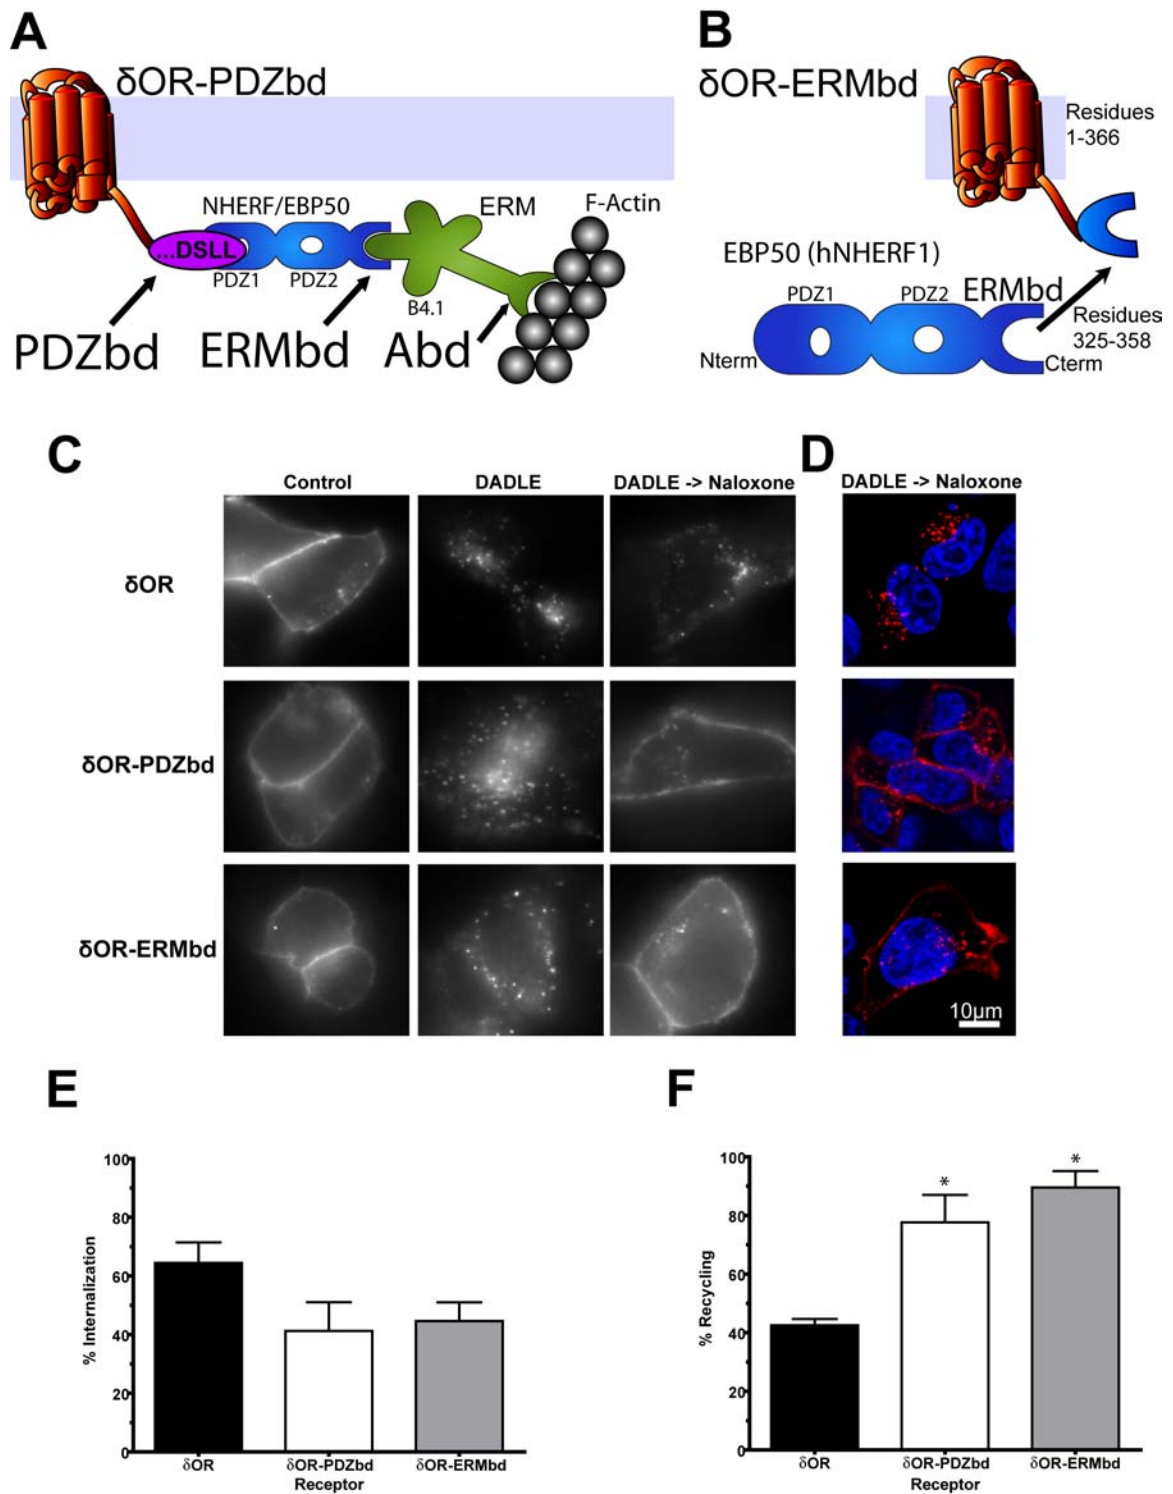 A
B
δOR-PDZbd
δOR-ERMbd
Residues
1-366
NHERF/EBP50
ERM
F-Actin
...DSLL
PDZ1
PDZ2
B4.1
PDZbd
ERMbd
Abd
EBP50 (hNHERF1)
PDZ1
PDZ2
ERMbd
Residues
325-358
Nterm
Cterm
C
D
Control
DADLE
DADLE -> Naloxone
DADLE -> Naloxone
δOR
δOR-PDZbd
δOR-ERMbd
10μm
E
F
% Internalization
100
80
60
40
20
0
δOR
δOR-PDZbd
δOR-ERMbd
Receptor
% Recycling
100
80
60
40
20
0
*
*
δOR
δOR-PDZbd
δOR-ERMbd
Receptor